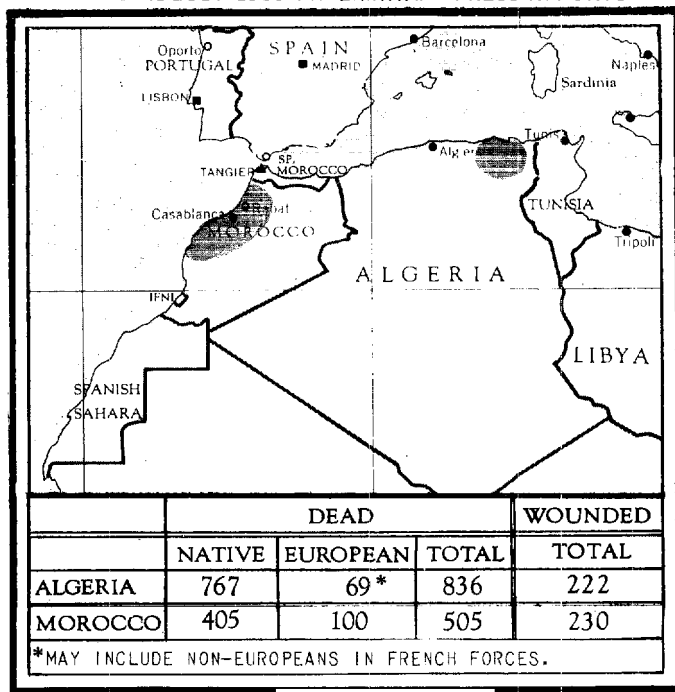 Oporto
PORTUGAL
SPAIN
MADRID
Barcelona
Naples
Sardinia
LISBON
Tunis
Algie
SP.
MOROCCO
TANGIER
Casablanca
Rabat
MOROCCO
TUNISIA
Tripoli
ALGERIA
IFNI
LIBYA
SPANISH
SAHARA
DEAD WOUNDED
NATIVE EUROPEAN TOTAL TOTAL
ALGERIA 767 69* 836 222
MOROCCO 405 100 505 230
*MAY INCLUDE NON-EUROPEANS IN FRENCH FORCES.